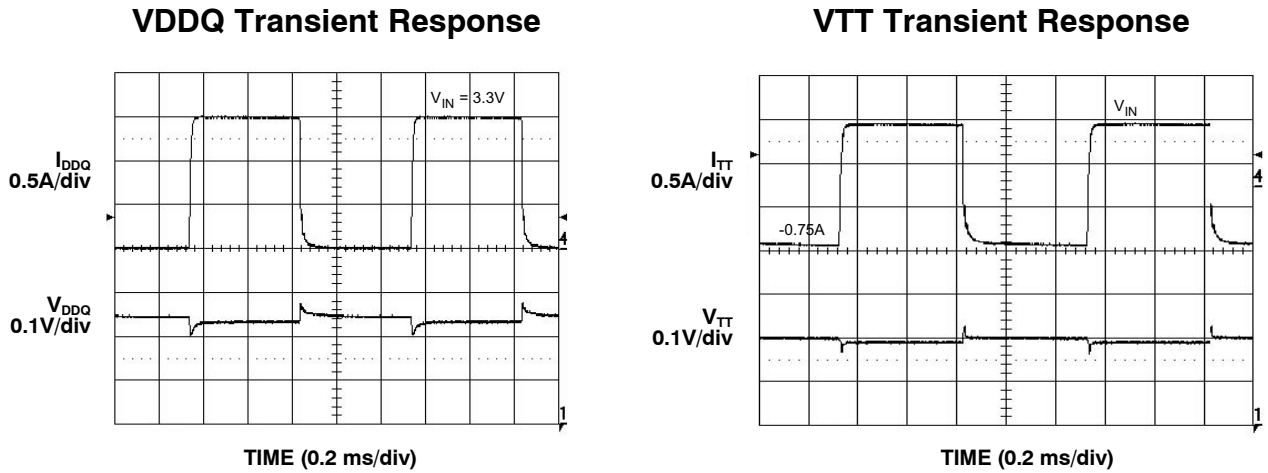 VDDQ Transient Response
VIN = 3.3V
IDDQ
0.5A/div
4
VDDQ
0.1V/div
1
TIME (0.2 ms/div)
VTT Transient Response
VIN
ITT
0.5A/div
4
-0.75A
VTT
0.1V/div
1
TIME (0.2 ms/div)